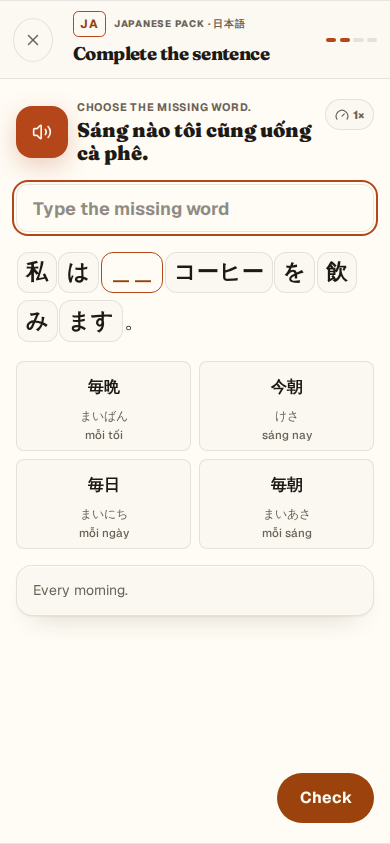 JA JAPANESE PACK · 日本語
Complete the sentence
CHOOSE THE MISSING WORD.
Sáng nào tôi cũng uống
cà phê.
1×
Type the missing word
私 は __ __ コーヒー を 飲
み ます 。
毎晩
まいばん
mỗi tối
今朝
けさ
sáng nay
毎日
まいにち
mỗi ngày
毎朝
まいあさ
mỗi sáng
Every morning.
Check